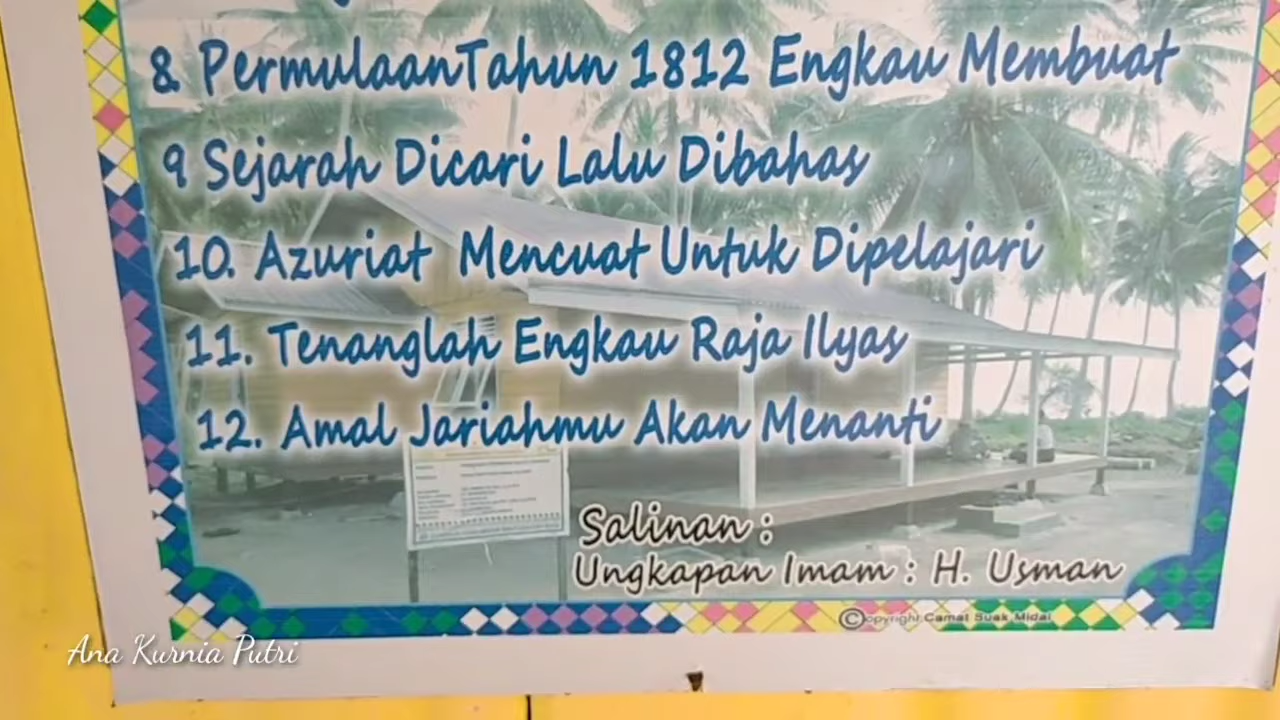 8. PermulaanTahun 1812 Engkau Membuat
9 Sejarah Dicari Lalu Dibahas
10. Azuriat Mencuat Untuk Dipelajari
11. Tenanglah Engkau Raja Ilyas
12. Amal Jariahmu Akan Menanti
Salinan :
Ungkapan Imam : H. Usman
©opyright: Camat Suak Midai
Ana Kurnia Putri